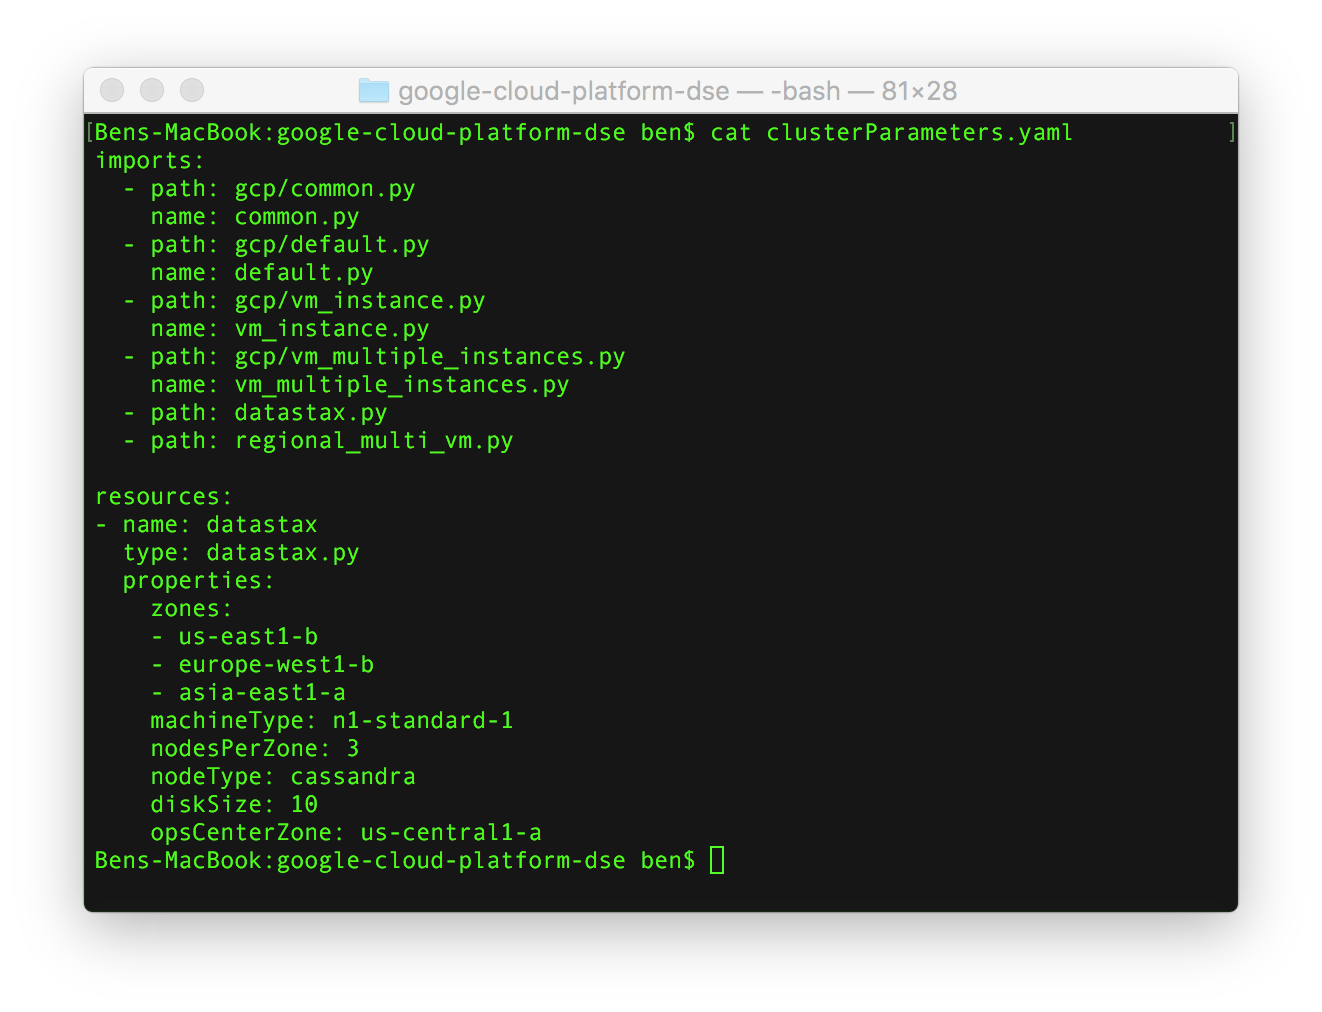 google-cloud-platform-dse — -bash — 81×28
[Bens-MacBook:google-cloud-platform-dse ben$ cat clusterParameters.yaml ]
imports:
  - path: gcp/common.py
    name: common.py
  - path: gcp/default.py
    name: default.py
  - path: gcp/vm_instance.py
    name: vm_instance.py
  - path: gcp/vm_multiple_instances.py
    name: vm_multiple_instances.py
  - path: datastax.py
  - path: regional_multi_vm.py

resources:
- name: datastax
  type: datastax.py
  properties:
    zones:
    - us-east1-b
    - europe-west1-b
    - asia-east1-a
    machineType: n1-standard-1
    nodesPerZone: 3
    nodeType: cassandra
    diskSize: 10
    opsCenterZone: us-central1-a
Bens-MacBook:google-cloud-platform-dse ben$